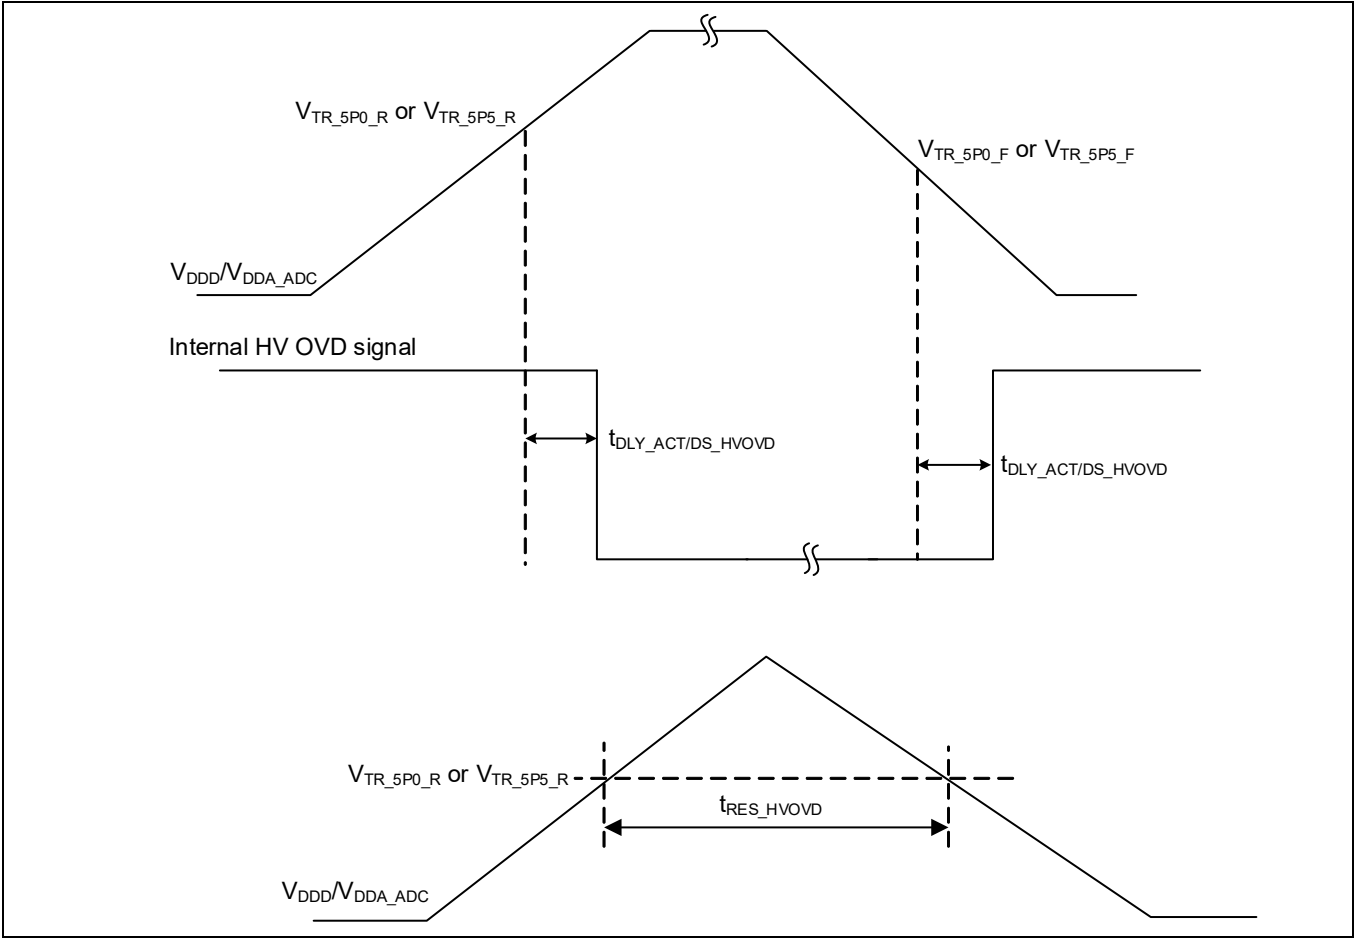 VTR_5P0_R or VTR_5P5_R
VTR_5P0_F or VTR_5P5_F
VDDD/VDDA_ADC
Internal HV OVD signal
tDLY_ACT/DS_HVOVD
tDLY_ACT/DS_HVOVD
VTR_5P0_R or VTR_5P5_R
tRES_HVOVD
VDDD/VDDA_ADC